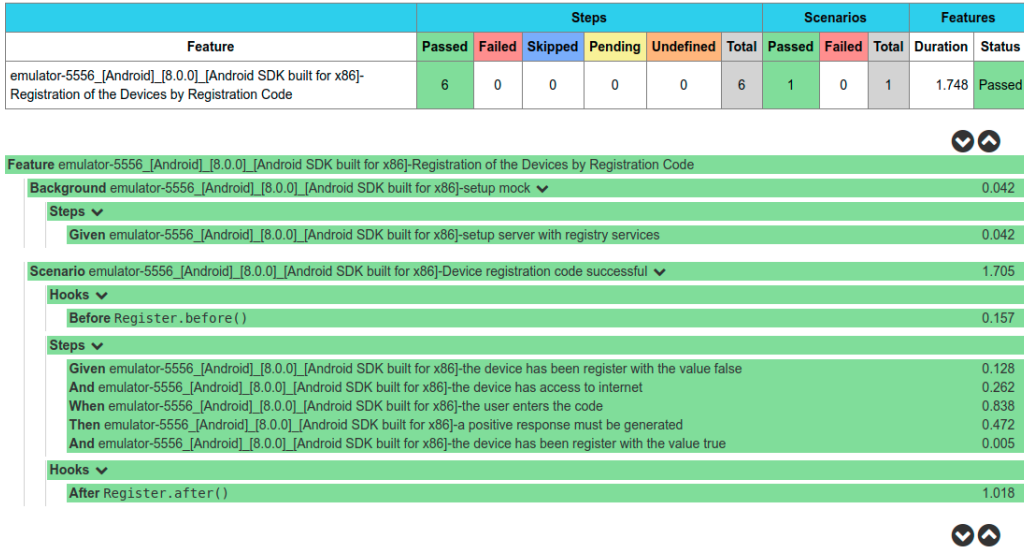 Steps Scenarios Features
Feature Passed Failed Skipped Pending Undefined Total Passed Failed Total Duration Status
emulator-5556_[Android]_[8.0.0]_[Android SDK built for x86]-
Registration of the Devices by Registration Code 6 0 0 0 0 6 1 0 1 1.748 Passed
Feature emulator-5556_[Android]_[8.0.0]_[Android SDK built for x86]-Registration of the Devices by Registration Code
Background emulator-5556_[Android]_[8.0.0]_[Android SDK built for x86]-setup mock 0.042
Steps
Given emulator-5556_[Android]_[8.0.0]_[Android SDK built for x86]-setup server with registry services 0.042
Scenario emulator-5556_[Android]_[8.0.0]_[Android SDK built for x86]-Device registration code successful 1.705
Hooks
Before Register.before() 0.157
Steps
Given emulator-5556_[Android]_[8.0.0]_[Android SDK built for x86]-the device has been register with the value false 0.128
And emulator-5556_[Android]_[8.0.0]_[Android SDK built for x86]-the device has access to internet 0.262
When emulator-5556_[Android]_[8.0.0]_[Android SDK built for x86]-the user enters the code 0.838
Then emulator-5556_[Android]_[8.0.0]_[Android SDK built for x86]-a positive response must be generated 0.472
And emulator-5556_[Android]_[8.0.0]_[Android SDK built for x86]-the device has been register with the value true 0.005
Hooks
After Register.after() 1.018